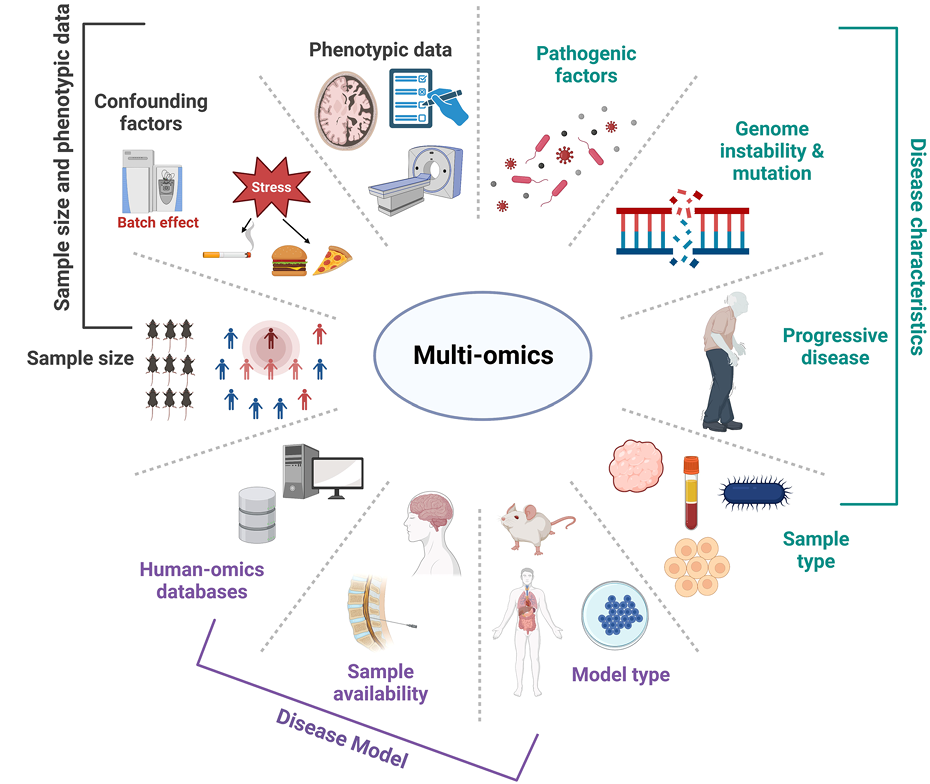 Sample size and phenotypic data
Phenotypic data
Confounding
factors
Batch effect
Stress
Sample size
Pathogenic
factors
Genome
instability &
mutation
Disease characteristics
Progressive
disease
Sample
type
Multi-omics
Human-omics
databases
Sample
availability
Model type
Disease Model